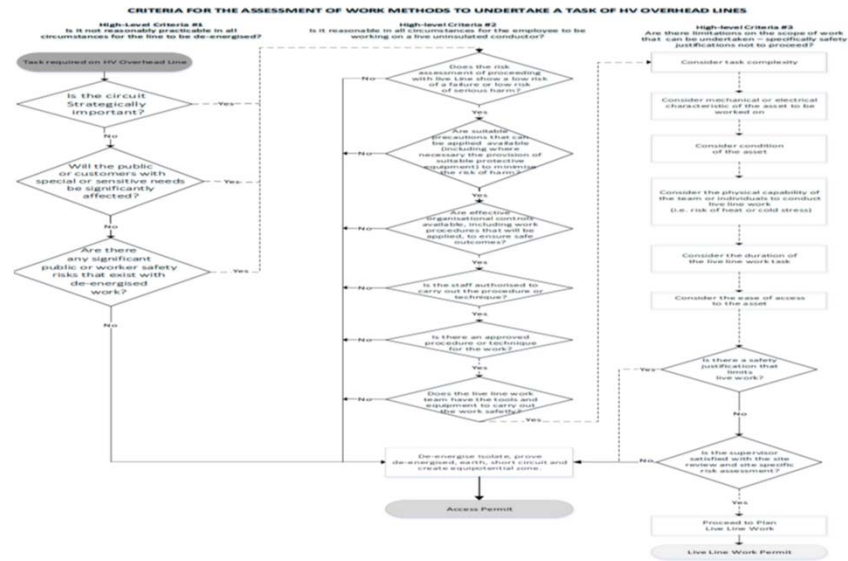 CRITERIA FOR THE ASSESSMENT OF WORK METHODS TO UNDERTAKE A TASK OF HV OVERHEAD LINES
High-Level Criteria #1
Is it not reasonably practicable in all
circumstances for the line to be de-energised?
High-level Criteria #2
Is it reasonable in all circumstances for the employee to be
working on a live uninsulated conductor?
High-level Criteria #3
Are there limitations on the scope of work
that can be undertaken – specifically safety
justifications not to proceed?
Task required on HV Overhead Line
Is the circuit
Strategically
important?
Yes
No
Will the public
or customers with
special or sensitive needs
be significantly
affected?
Yes
No
Are there
any significant
public or worker safety
risks that exist with
de-energised
work?
Yes
No
Does the risk
assessment of proceeding
with live Line show a low risk
of a failure or low risk
of serious harm?
No
Yes
Are suitable
precautions that can
be applied available
(including where
necessary the provision of
suitable protective
equipment) to minimise
the risk of harm?
No
Yes
Are effective
organisational controls
available, including work
procedures that will be
applied, to ensure safe
outcomes?
No
Yes
Is the staff authorised to
carry out the procedure or
technique?
No
Yes
Is there an approved
procedure or technique
for the work?
No
Yes
Does the live line work
team have the tools and
equipment to carry out
the work safely?
No
Yes
De-energise Isolate, prove
de-energised, earth, short circuit and
create equipotential zone.
Access Permit
Consider task complexity
Consider mechanical or electrical
characteristic of the asset to be
worked on
Consider condition
of the asset
Consider the physical capability of
the team or individuals to conduct
live line work
(i.e. risk of heat or cold stress)
Consider the duration of
the live line work task
Consider the ease of access
to the asset
Is there a safety
justification that
limits
live work?
Yes
No
Is the supervisor
satisfied with the site
review and site specific
risk assessment?
No
Yes
Proceed to Plan
Live Line Work
Live Line Work Permit